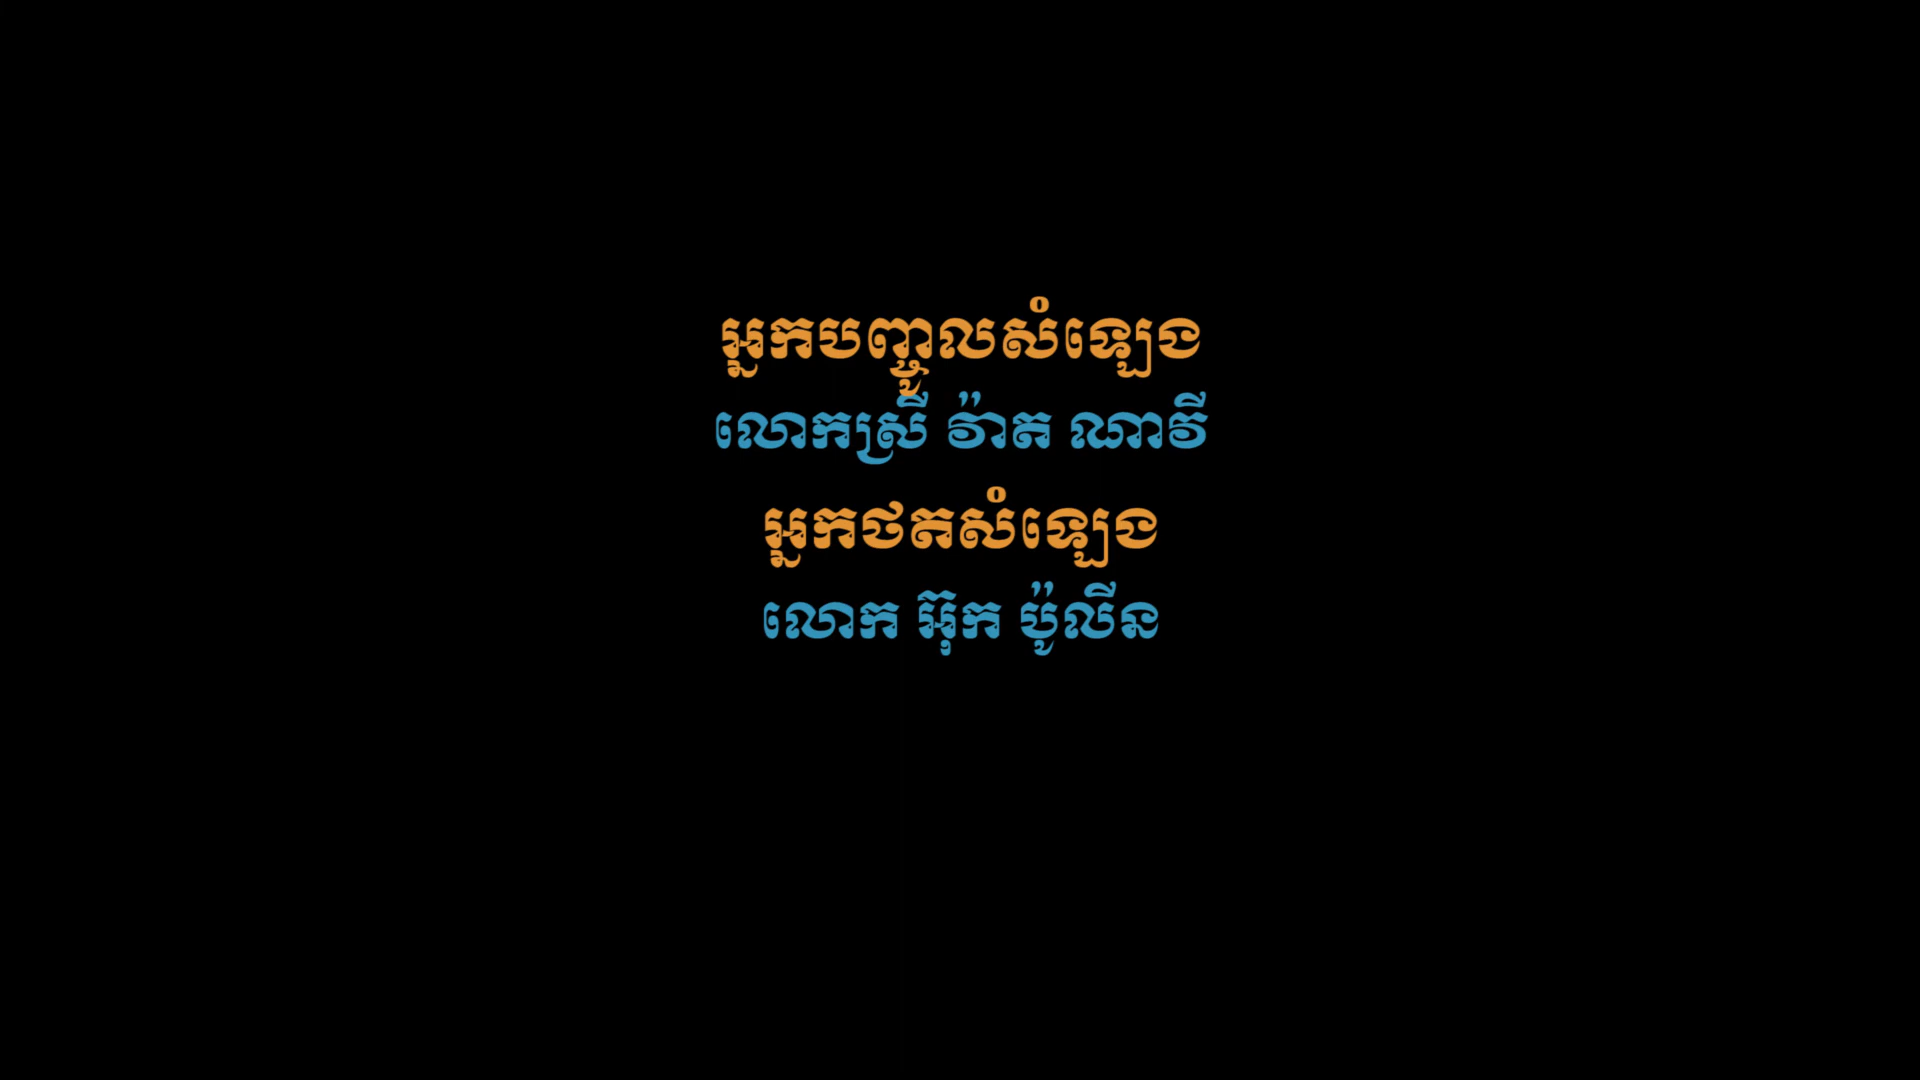 អ្នកបញ្ចូលសំឡេង
លោកស្រី វ៉ាត ណាវី
អ្នកថតសំឡេង
លោក អ៊ុក ប៉ូលីន